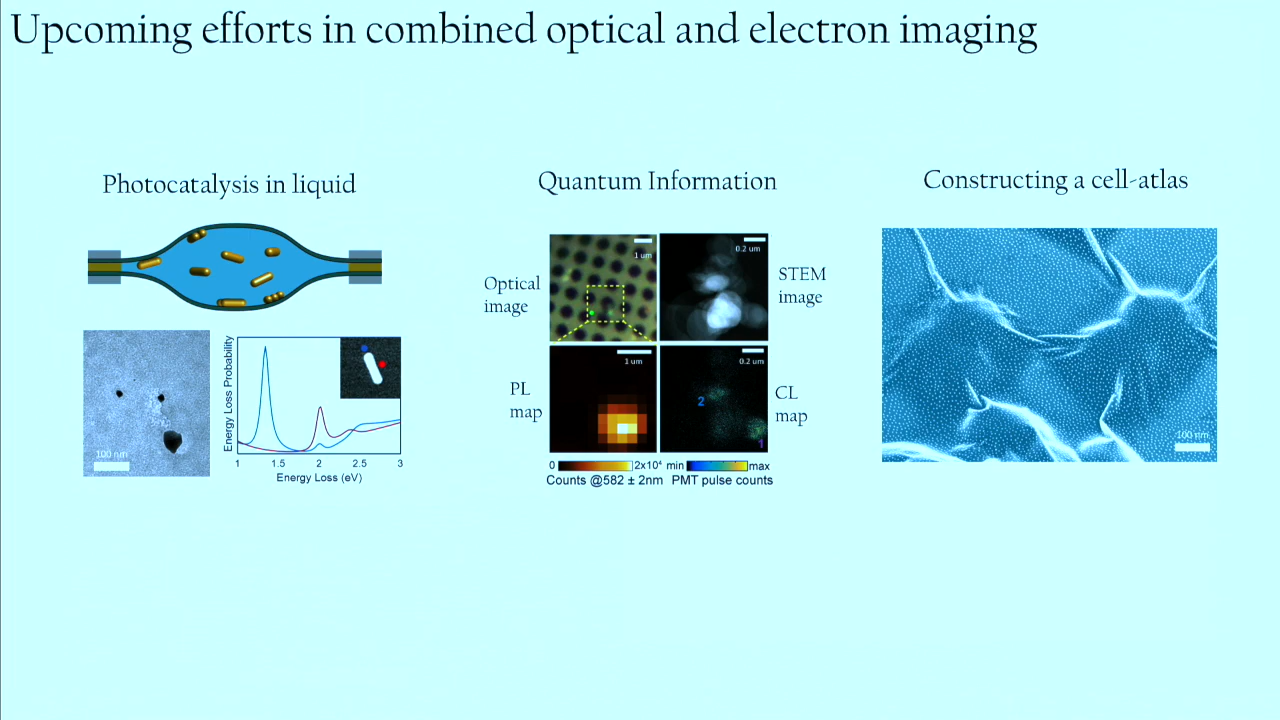 Upcoming efforts in combined optical and electron imaging
Photocatalysis in liquid
100 nm
Energy Loss Probability
1 1.5 2 2.5 3
Energy Loss (eV)
Quantum Information
Optical
image
1 um
0.2 um
STEM
image
PL
map
1 um
0.2 um
2
1
CL
map
0 2x10⁴ min max
Counts @582 ± 2nm PMT pulse counts
Constructing a cell-atlas
100 nm